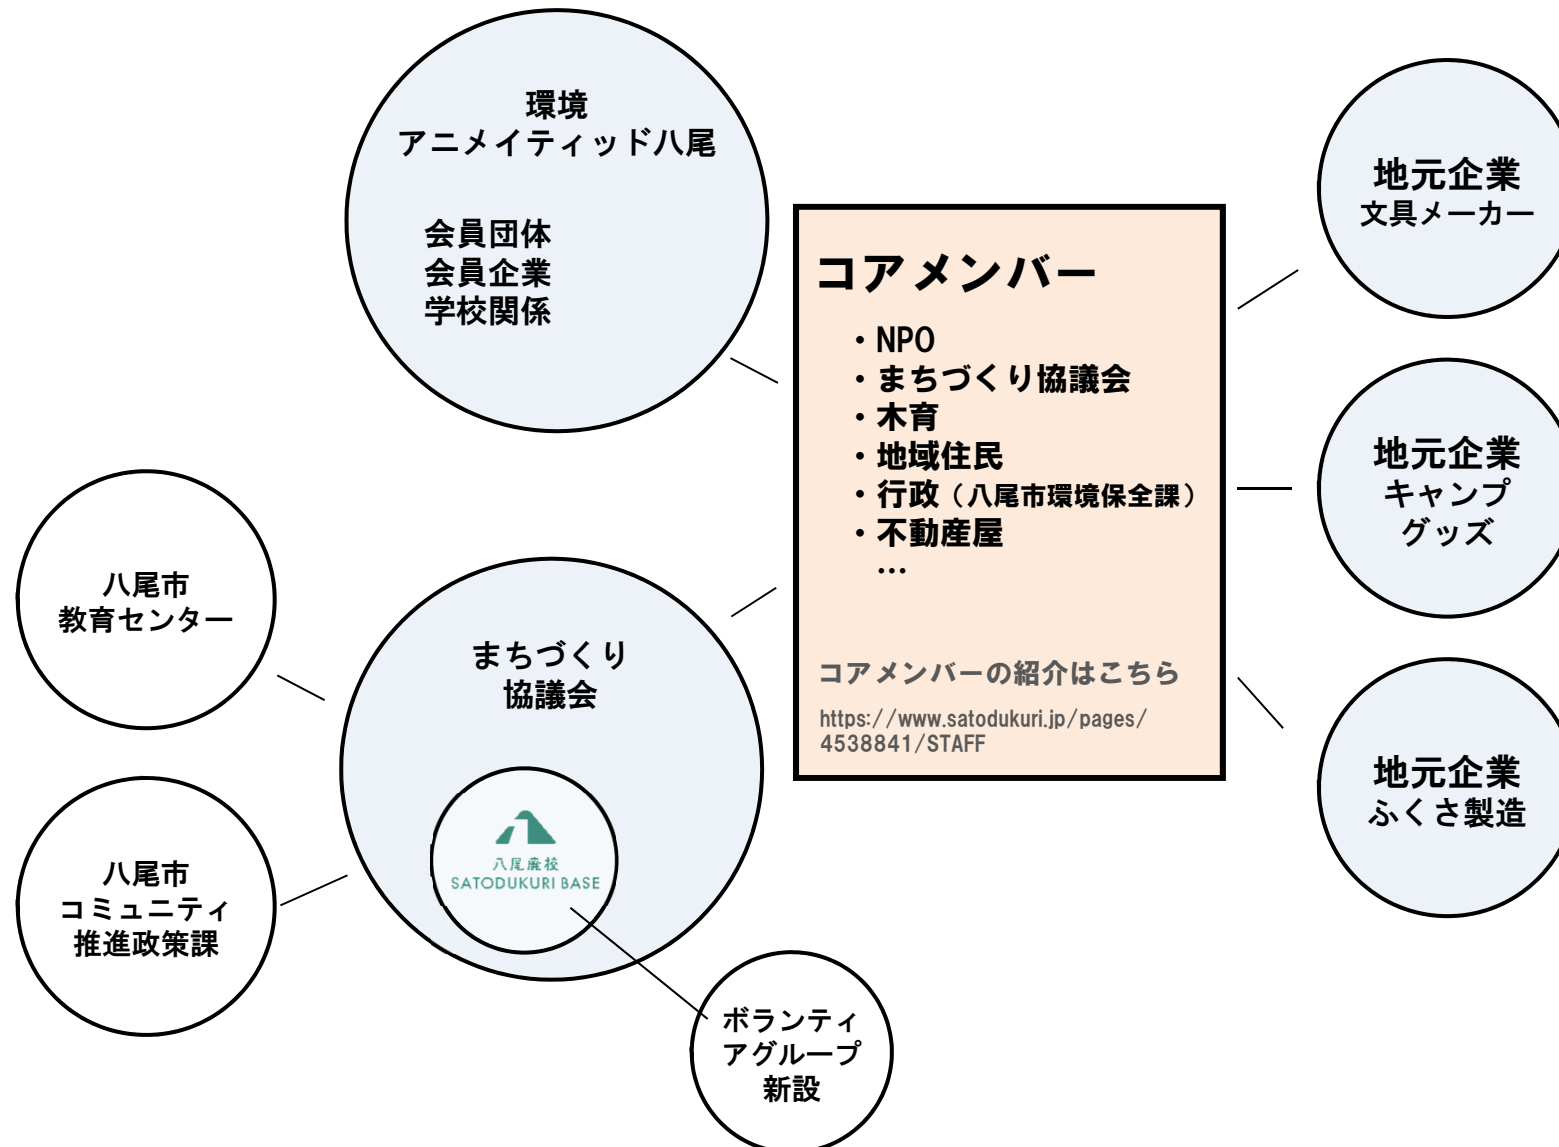 環境
アニメイティッド八尾
会員団体
会員企業
学校関係
コアメンバー
・NPO
・まちづくり協議会
・木育
・地域住民
・行政（八尾市環境保全課）
・不動産屋
…
コアメンバーの紹介はこちら
https://www.satodukuri.jp/pages/
4538841/STAFF
地元企業
文具メーカー
地元企業
キャンプ
グッズ
地元企業
ふくさ製造
八尾市
教育センター
八尾市
コミュニティ
推進政策課
まちづくり
協議会
八尾廃校
SATODUKURI BASE
ボランティ
アグループ
新設